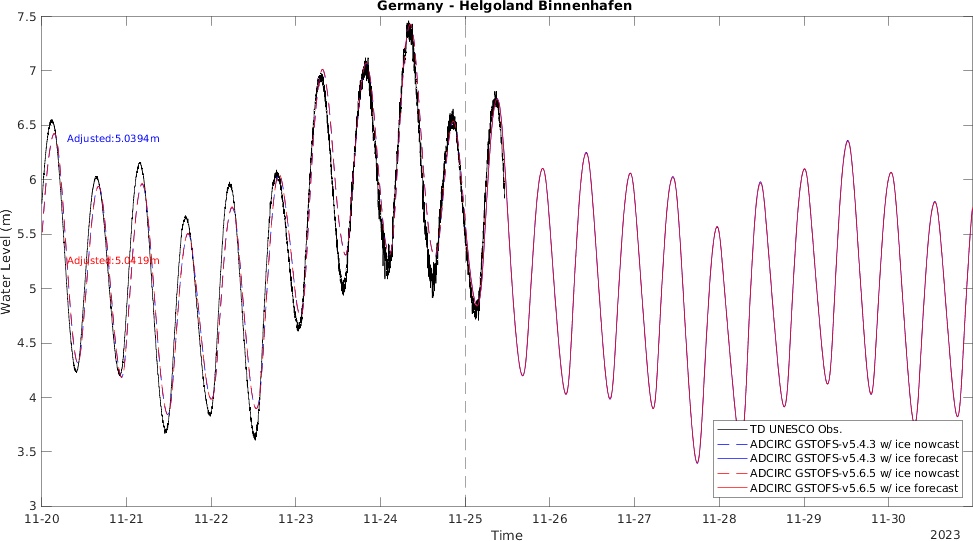 Germany - Helgoland Binnenhafen
7.5
7
6.5
6
5.5
5
4.5
4
3.5
3
Water Level (m)
Adjusted:5.0394m
Adjusted:5.0419m
TD UNESCO Obs.
ADCIRC GSTOFS-v5.4.3 w/ ice nowcast
ADCIRC GSTOFS-v5.4.3 w/ ice forecast
ADCIRC GSTOFS-v5.6.5 w/ ice nowcast
ADCIRC GSTOFS-v5.6.5 w/ ice forecast
11-20 11-21 11-22 11-23 11-24 11-25 11-26 11-27 11-28 11-29 11-30
Time
2023